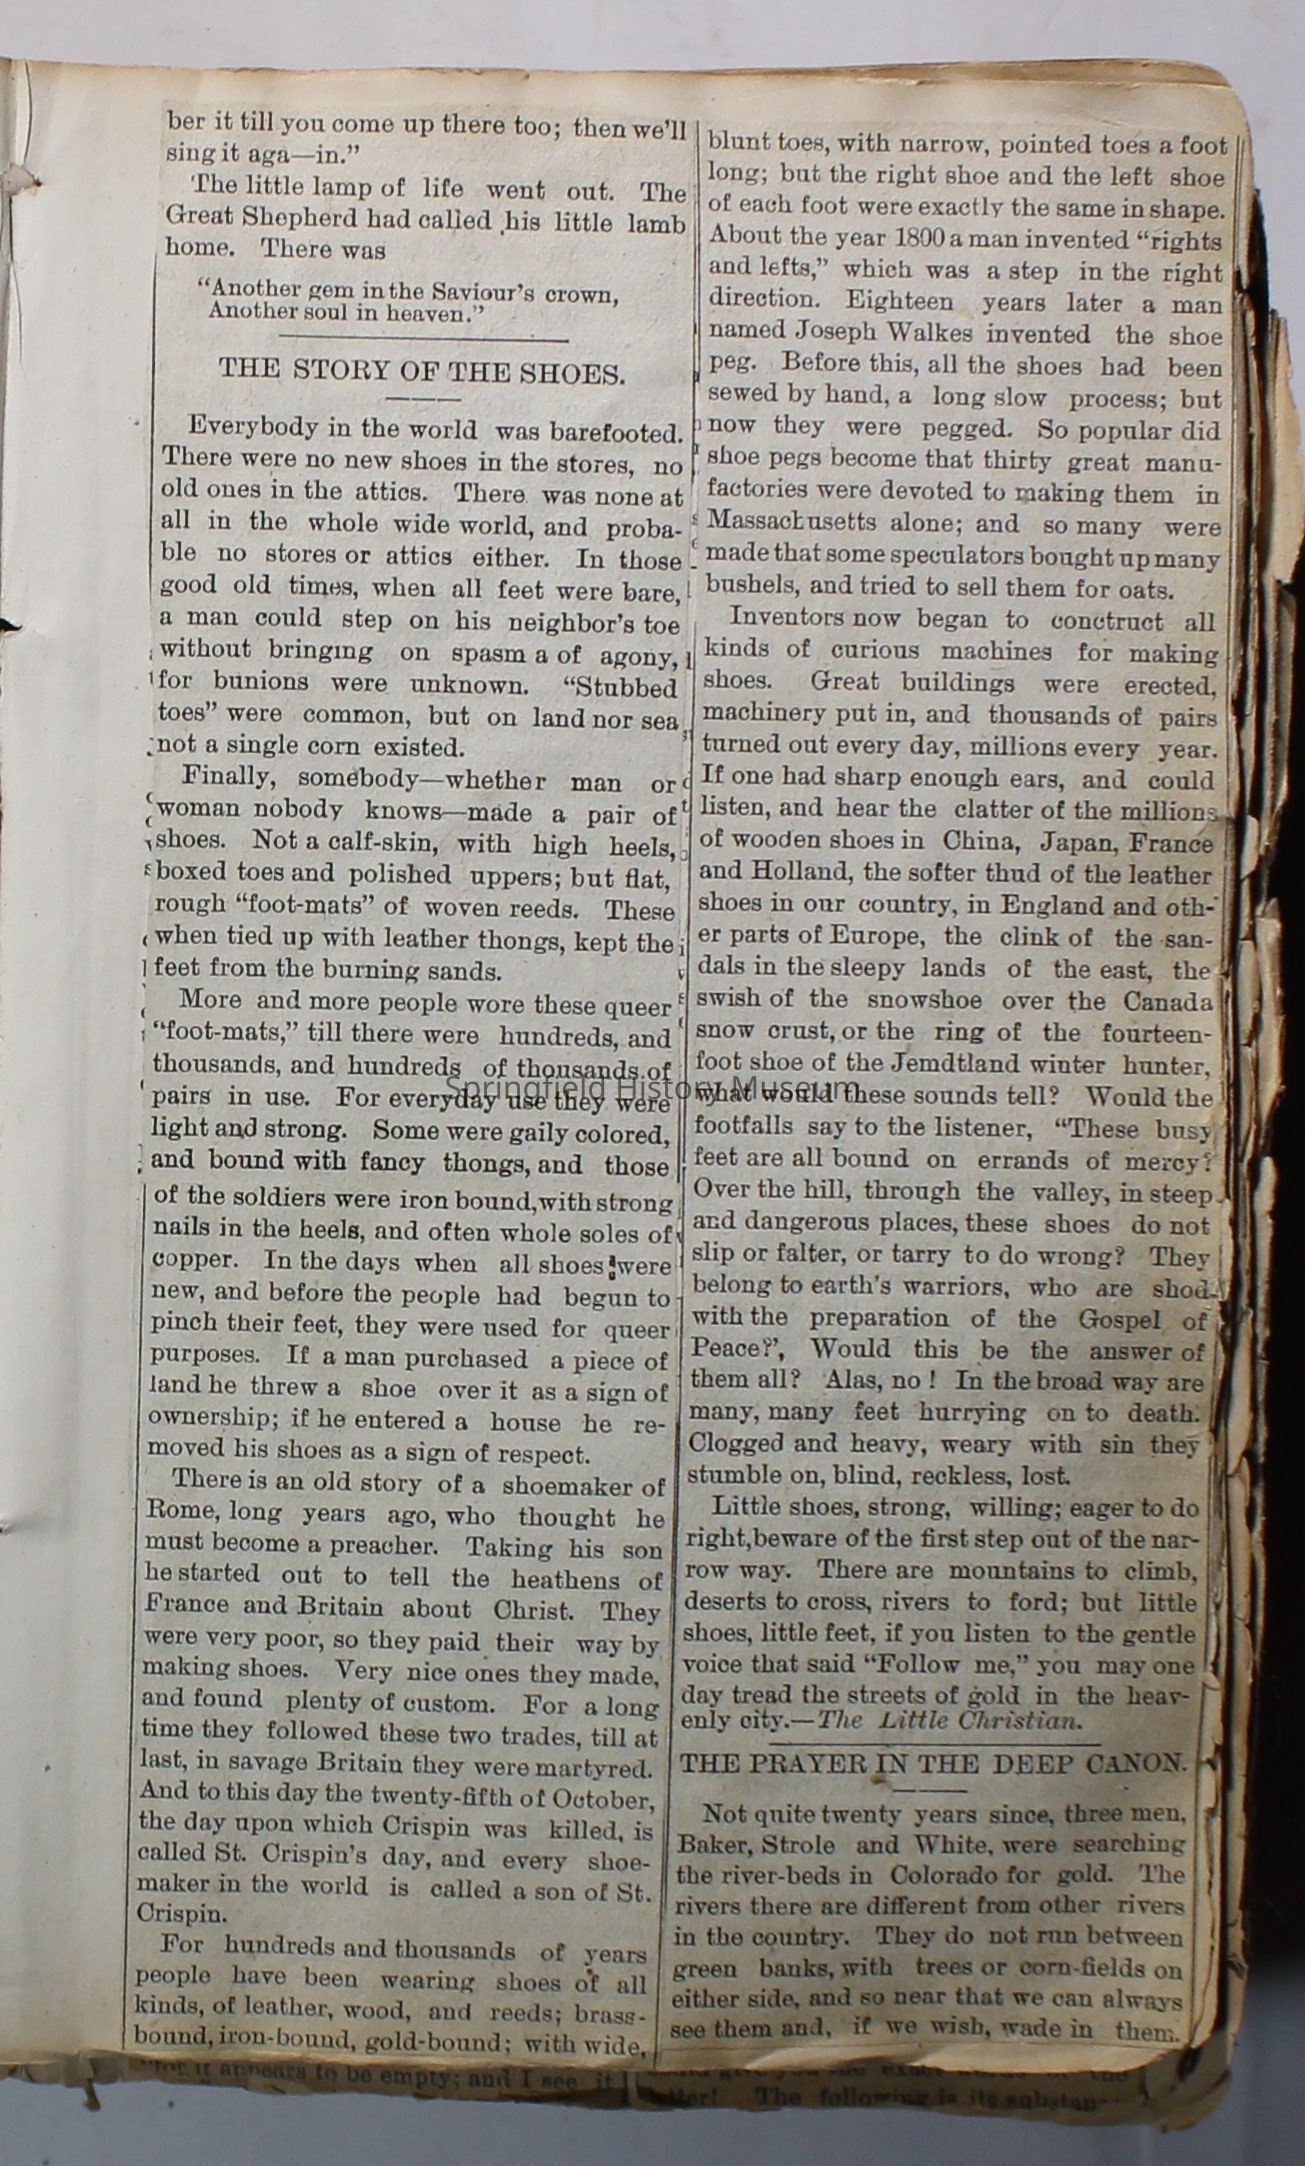 ber it till you come up there too; then we'll
sing it aga—in."
The little lamp of life went out. The
Great Shepherd had called his little lamb
home. There was
"Another gem in the Saviour's crown,
Another soul in heaven."
THE STORY OF THE SHOES.
Everybody in the world was barefooted.
There were no new shoes in the stores, no
old ones in the attics. There was none at
all in the whole wide world, and proba-
ble no stores or attics either. In those
good old times, when all feet were bare,
a man could step on his neighbor's toe
without bringing on spasm a of agony,
for bunions were unknown. "Stubbed
toes" were common, but on land nor sea
not a single corn existed.
Finally, somebody—whether man or
woman nobody knows—made a pair of
shoes. Not a calf-skin, with high heels,
boxed toes and polished uppers; but flat,
rough "foot-mats" of woven reeds. These
when tied up with leather thongs, kept the
feet from the burning sands.
More and more people wore these queer
"foot-mats," till there were hundreds, and
thousands, and hundreds of thousands of
pairs in use. For everyday use they were
light and strong. Some were gaily colored,
and bound with fancy thongs, and those
of the soldiers were iron bound, with strong
nails in the heels, and often whole soles of
copper. In the days when all shoes were
new, and before the people had begun to
pinch their feet, they were used for queer
purposes. If a man purchased a piece of
land he threw a shoe over it as a sign of
ownership; if he entered a house he re-
moved his shoes as a sign of respect.
There is an old story of a shoemaker of
Rome, long years ago, who thought he
must become a preacher. Taking his son
he started out to tell the heathens of
France and Britain about Christ. They
were very poor, so they paid their way by
making shoes. Very nice ones they made,
and found plenty of custom. For a long
time they followed these two trades, till at
last, in savage Britain they were martyred.
And to this day the twenty-fifth of October,
the day upon which Crispin was killed, is
called St. Crispin's day, and every shoe-
maker in the world is called a son of St.
Crispin.
For hundreds and thousands of years
people have been wearing shoes of all
kinds, of leather, wood, and reeds; brass-
bound, iron-bound, gold-bound; with wide,
blunt toes, with narrow, pointed toes a foot
long; but the right shoe and the left shoe
of each foot were exactly the same in shape.
About the year 1800 a man invented "rights
and lefts," which was a step in the right
direction. Eighteen years later a man
named Joseph Walkes invented the shoe
peg. Before this, all the shoes had been
sewed by hand, a long slow process; but
now they were pegged. So popular did
shoe pegs become that thirty great manu-
factories were devoted to making them in
Massachusetts alone; and so many were
made that some speculators bought up many
bushels, and tried to sell them for oats.
Inventors now began to conctruct all
kinds of curious machines for making
shoes. Great buildings were erected,
machinery put in, and thousands of pairs
turned out every day, millions every year.
If one had sharp enough ears, and could
listen, and hear the clatter of the millions
of wooden shoes in China, Japan, France
and Holland, the softer thud of the leather
shoes in our country, in England and oth-
er parts of Europe, the clink of the san-
dals in the sleepy lands of the east, the
swish of the snowshoe over the Canada
snow crust, or the ring of the fourteen-
foot shoe of the Jemdtland winter hunter,
what would these sounds tell? Would the
footfalls say to the listener, "These busy
feet are all bound on errands of mercy?
Over the hill, through the valley, in steep
and dangerous places, these shoes do not
slip or falter, or tarry to do wrong? They
belong to earth's warriors, who are shod
with the preparation of the Gospel of
Peace?', Would this be the answer of
them all? Alas, no! In the broad way are
many, many feet hurrying on to death.
Clogged and heavy, weary with sin they
stumble on, blind, reckless, lost.
Little shoes, strong, willing; eager to do
right, beware of the first step out of the nar-
row way. There are mountains to climb,
deserts to cross, rivers to ford; but little
shoes, little feet, if you listen to the gentle
voice that said "Follow me," you may one
day tread the streets of gold in the heav-
enly city.—The Little Christian.
THE PRAYER IN THE DEEP CANON.
Not quite twenty years since, three men,
Baker, Strole and White, were searching
the river-beds in Colorado for gold. The
rivers there are different from other rivers
in the country. They do not run between
green banks, with trees or corn-fields on
either side, and so near that we can always
see them and, if we wish, wade in them.
for it appears to be empty; and I see it
The following is its substan
Springfield History Museum